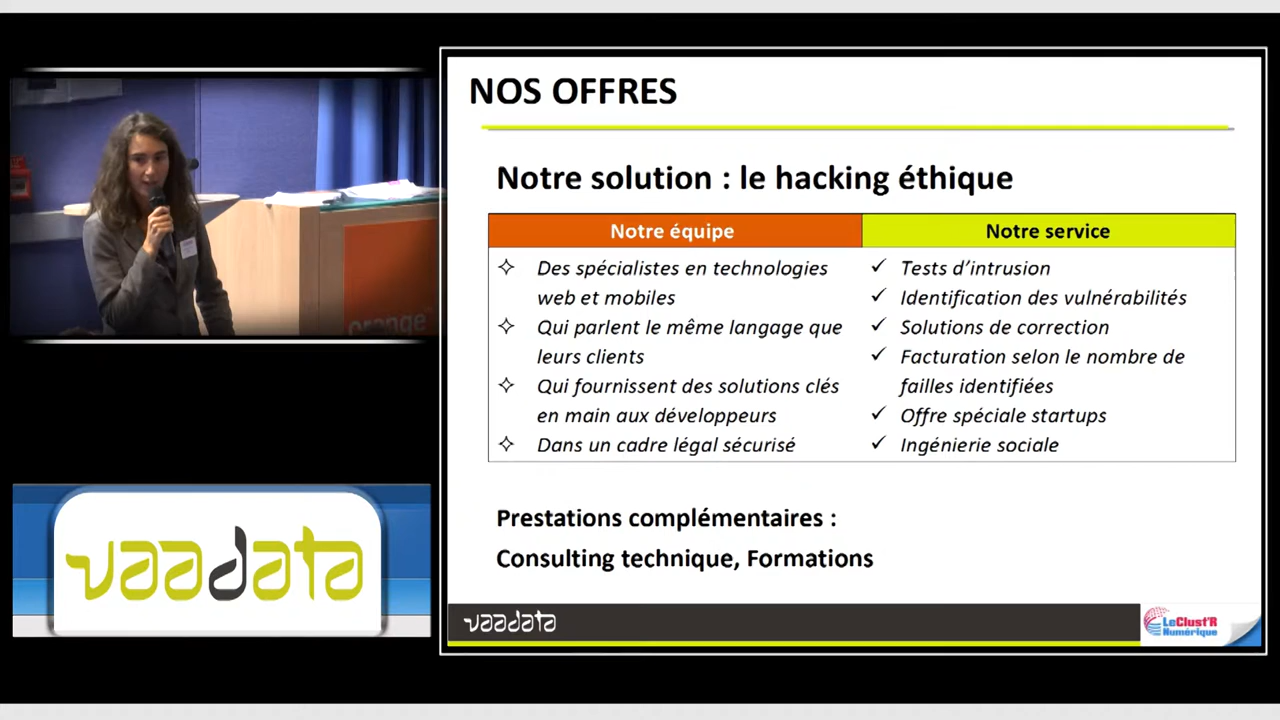 NOS OFFRES
Notre solution : le hacking éthique
Notre équipe
Des spécialistes en technologies
web et mobiles
Qui parlent le même langage que
leurs clients
Qui fournissent des solutions clés
en main aux développeurs
Dans un cadre légal sécurisé
Notre service
Tests d’intrusion
Identification des vulnérabilités
Solutions de correction
Facturation selon le nombre de
failles identifiées
Offre spéciale startups
Ingénierie sociale
Prestations complémentaires :
Consulting technique, Formations
vaadata
LeClust'R
Numérique
orange
vaadata